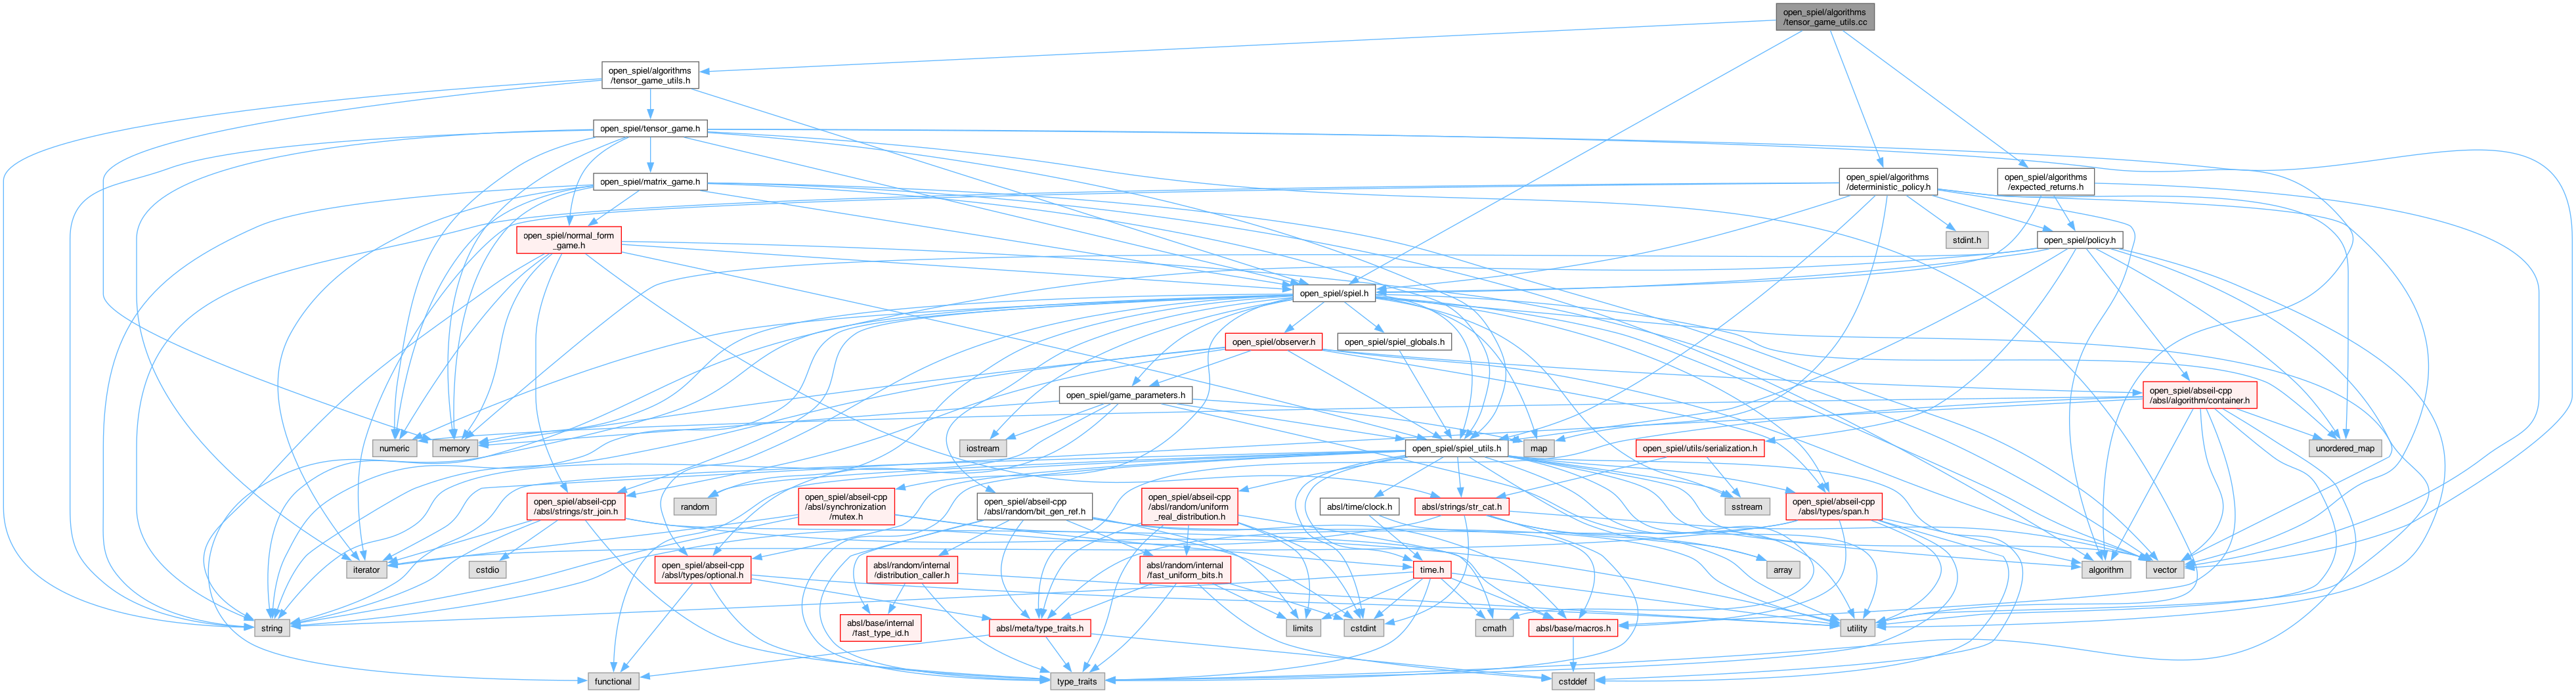 open_spiel/algorithms
/tensor_game_utils.cc
open_spiel/algorithms
/tensor_game_utils.h
open_spiel/tensor_game.h
open_spiel/matrix_game.h
open_spiel/algorithms
/deterministic_policy.h
open_spiel/algorithms
/expected_returns.h
open_spiel/normal_form
_game.h
stdint.h
open_spiel/policy.h
open_spiel/spiel.h
open_spiel/observer.h
open_spiel/spiel_globals.h
open_spiel/game_parameters.h
open_spiel/abseil-cpp
/absl/algorithm/container.h
numeric
memory
iostream
open_spiel/spiel_utils.h
map
open_spiel/utils/serialization.h
unordered_map
open_spiel/abseil-cpp
/absl/strings/str_join.h
random
open_spiel/abseil-cpp
/absl/synchronization
/mutex.h
open_spiel/abseil-cpp
/absl/random/bit_gen_ref.h
open_spiel/abseil-cpp
/absl/random/uniform
_real_distribution.h
absl/time/clock.h
absl/strings/str_cat.h
sstream
open_spiel/abseil-cpp
/absl/types/span.h
iterator
cstdio
open_spiel/abseil-cpp
/absl/types/optional.h
absl/random/internal
/distribution_caller.h
absl/random/internal
/fast_uniform_bits.h
time.h
array
algorithm
vector
string
absl/base/internal
/fast_type_id.h
absl/meta/type_traits.h
limits
cstdint
cmath
absl/base/macros.h
utility
functional
type_traits
cstddef